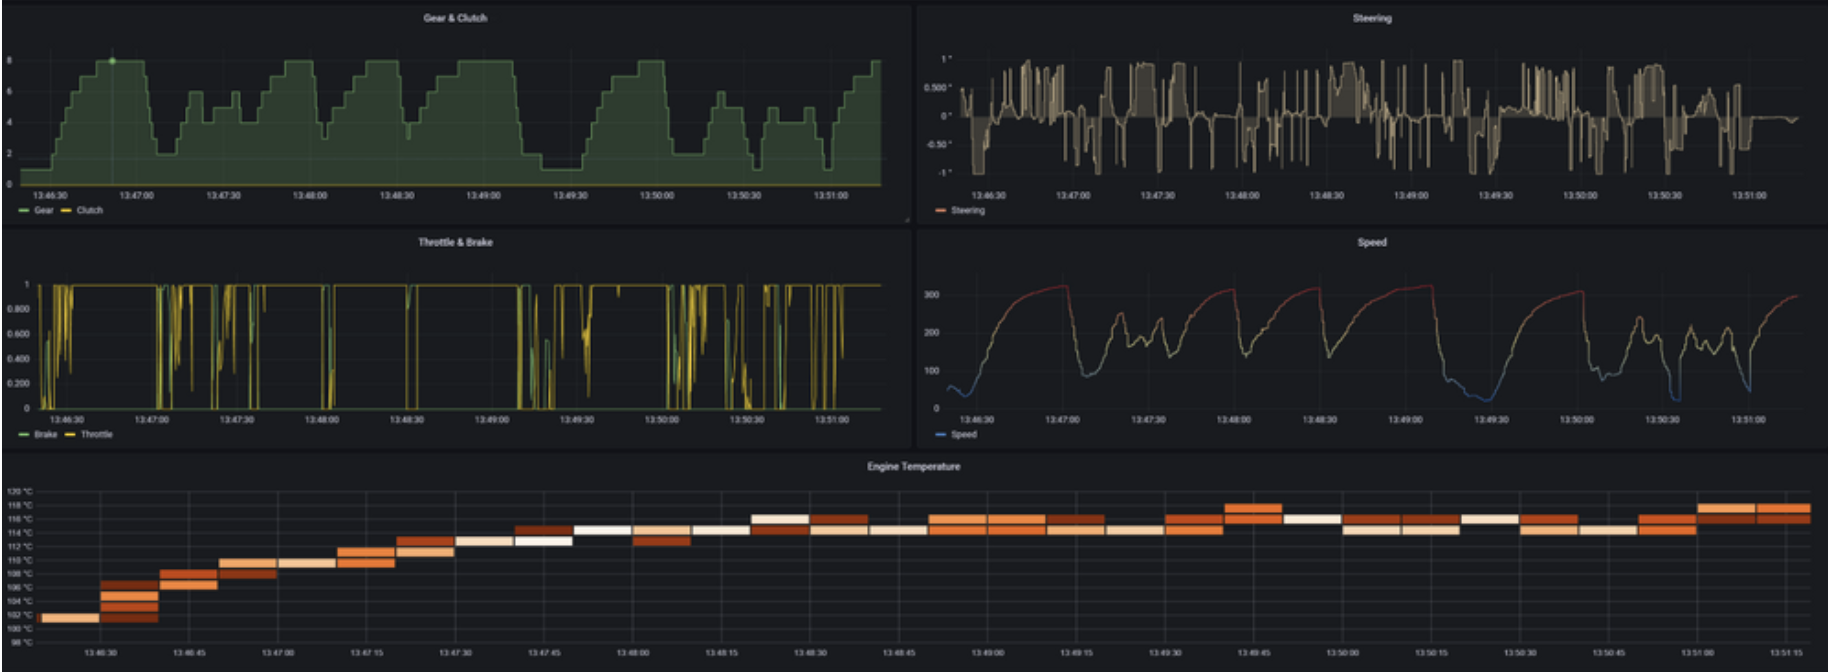 Gear & Clutch
8
6
4
2
0
13:46:30 13:47:00 13:47:30 13:48:00 13:48:30 13:49:00 13:49:30 13:50:00 13:50:30 13:51:00
Gear Clutch
Steering
1 °
0.500 °
0 °
-0.50 °
-1 °
13:46:30 13:47:00 13:47:30 13:48:00 13:48:30 13:49:00 13:49:30 13:50:00 13:50:30 13:51:00
Steering
Throttle & Brake
1
0.800
0.600
0.400
0.200
0
13:46:30 13:47:00 13:47:30 13:48:00 13:48:30 13:49:00 13:49:30 13:50:00 13:50:30 13:51:00
Brake Throttle
Speed
300
200
100
0
13:46:30 13:47:00 13:47:30 13:48:00 13:48:30 13:49:00 13:49:30 13:50:00 13:50:30 13:51:00
Speed
Engine Temperature
120 °C
118 °C
116 °C
114 °C
112 °C
110 °C
108 °C
106 °C
104 °C
102 °C
100 °C
98 °C
13:46:30 13:46:45 13:47:00 13:47:15 13:47:30 13:47:45 13:48:00 13:48:15 13:48:30 13:48:45 13:49:00 13:49:15 13:49:30 13:49:45 13:50:00 13:50:15 13:50:30 13:50:45 13:51:00 13:51:15